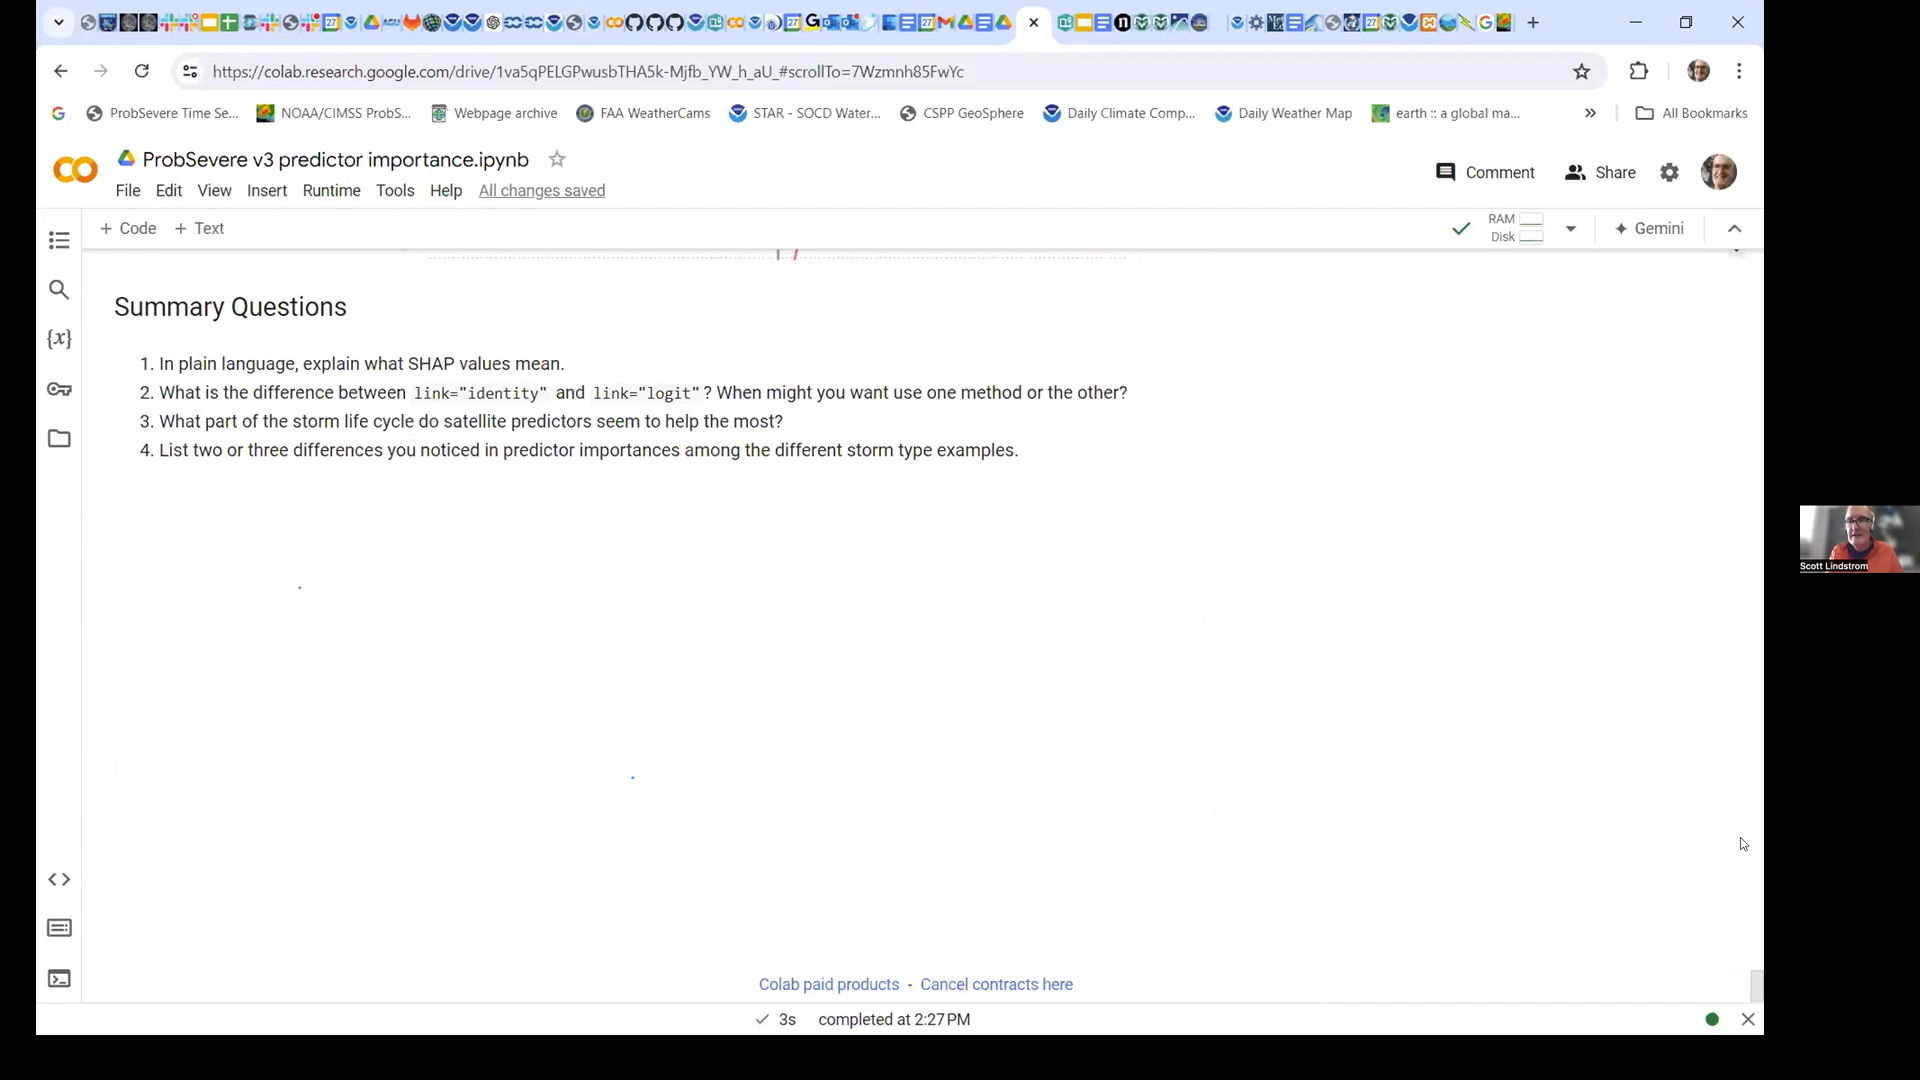 https://colab.research.google.com/drive/1va5qPELGPwusbTHA5k-Mjfb_YW_h_aU_#scrollTo=7Wzmnh85FwYc
ProbSevere Time Se... NOAA/CIMSS ProbS... Webpage archive FAA WeatherCams STAR - SOCD Water... CSPP GeoSphere Daily Climate Comp... Daily Weather Map earth :: a global ma... » All Bookmarks
ProbSevere v3 predictor importance.ipynb
Comment Share
File Edit View Insert Runtime Tools Help All changes saved
+ Code + Text
RAM
Disk
Gemini
Summary Questions
1. In plain language, explain what SHAP values mean.
2. What is the difference between link="identity" and link="logit"? When might you want use one method or the other?
3. What part of the storm life cycle do satellite predictors seem to help the most?
4. List two or three differences you noticed in predictor importances among the different storm type examples.
Scott Lindstrom
Colab paid products - Cancel contracts here
3s completed at 2:27 PM